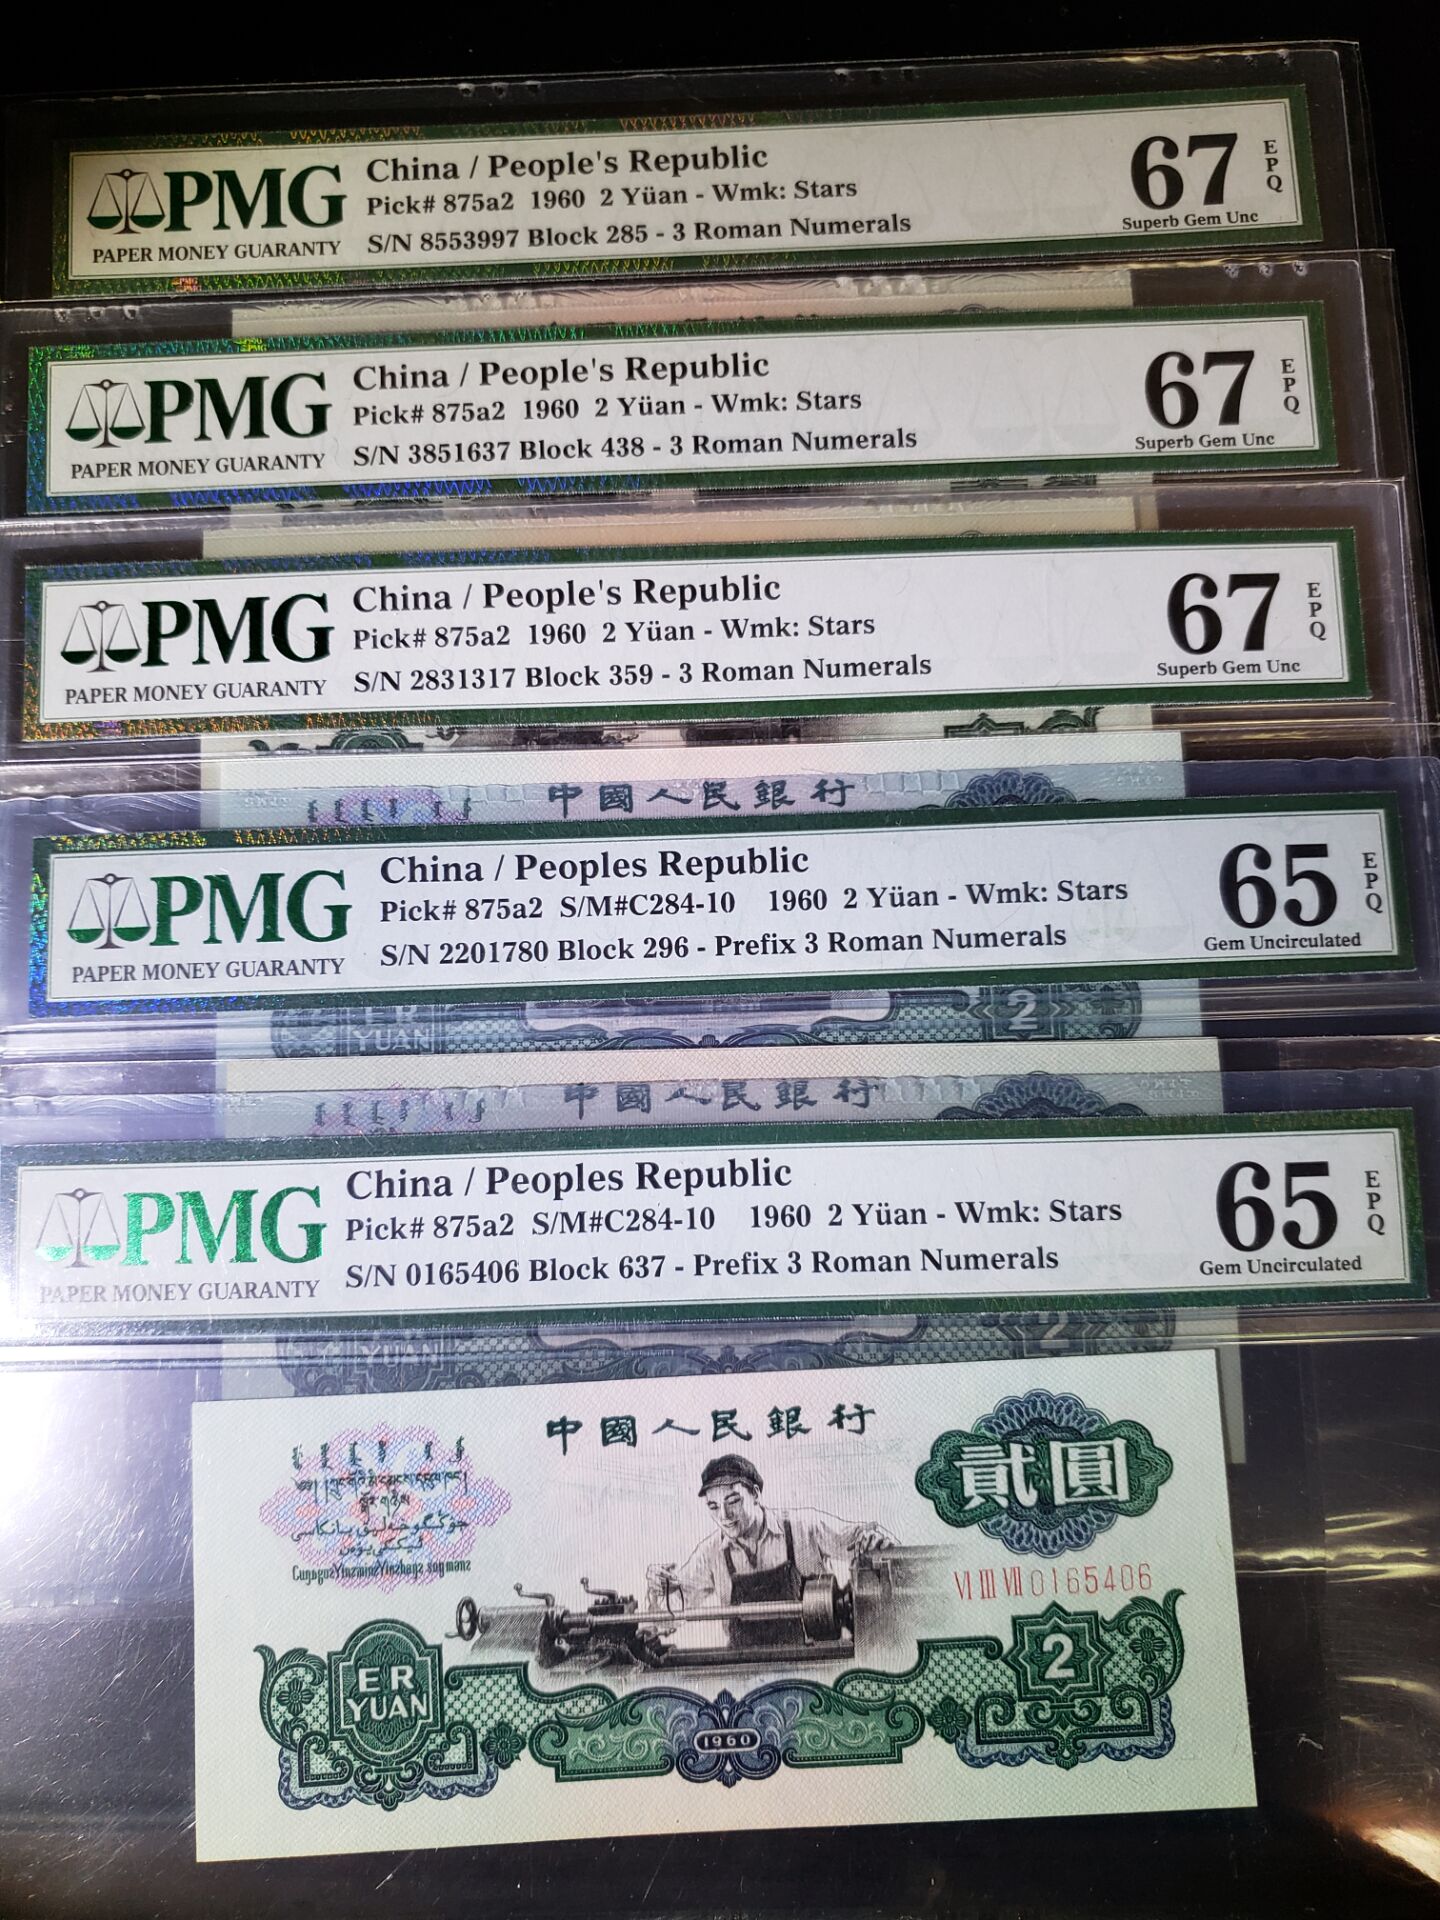 PMG
PAPER MONEY GUARANTY
China / People's Republic
Pick# 875a2 1960 2 Yüan - Wmk: Stars
S/N 8553997 Block 285 - 3 Roman Numerals
67
EPQ
Superb Gem Unc
PMG
PAPER MONEY GUARANTY
China / People's Republic
Pick# 875a2 1960 2 Yüan - Wmk: Stars
S/N 3851637 Block 438 - 3 Roman Numerals
67
EPQ
Superb Gem Unc
PMG
PAPER MONEY GUARANTY
China / People's Republic
Pick# 875a2 1960 2 Yüan - Wmk: Stars
S/N 2831317 Block 359 - 3 Roman Numerals
67
EPQ
Superb Gem Unc
中國人民銀行
PMG
PAPER MONEY GUARANTY
China / Peoples Republic
Pick# 875a2 S/M#C284-10 1960 2 Yüan - Wmk: Stars
S/N 2201780 Block 296 - Prefix 3 Roman Numerals
65
EPQ
Gem Uncirculated
ER
YUAN
2
中國人民銀行
PMG
PAPER MONEY GUARANTY
China / Peoples Republic
Pick# 875a2 S/M#C284-10 1960 2 Yüan - Wmk: Stars
S/N 0165406 Block 637 - Prefix 3 Roman Numerals
65
EPQ
Gem Uncirculated
YUAN
2
中國人民銀行
貳圓
VI III VII 0165406
ER
YUAN
2
1960